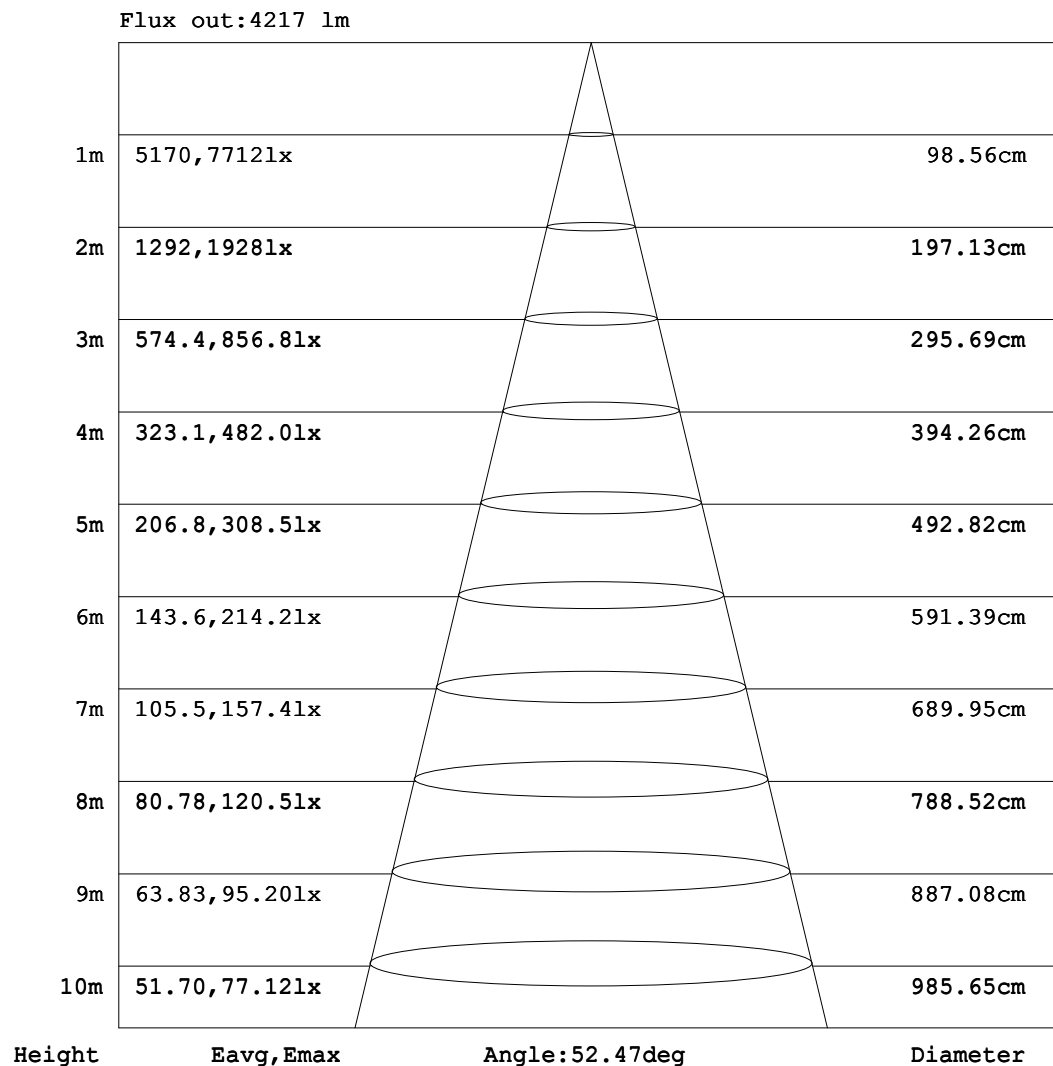 Flux out:4217 lm
1m 5170,7712lx 98.56cm
2m 1292,1928lx 197.13cm
3m 574.4,856.8lx 295.69cm
4m 323.1,482.0lx 394.26cm
5m 206.8,308.5lx 492.82cm
6m 143.6,214.2lx 591.39cm
7m 105.5,157.4lx 689.95cm
8m 80.78,120.5lx 788.52cm
9m 63.83,95.20lx 887.08cm
10m 51.70,77.12lx 985.65cm
Height Eavg,Emax Angle:52.47deg Diameter